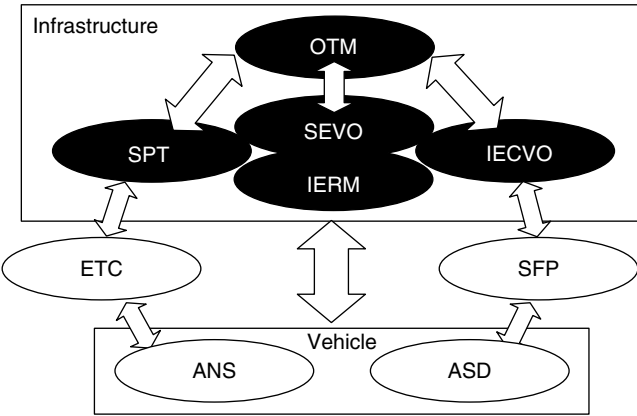 Infrastructure
OTM
SEVO
SPT
IECVO
IERM
ETC
SFP
Vehicle
ANS
ASD